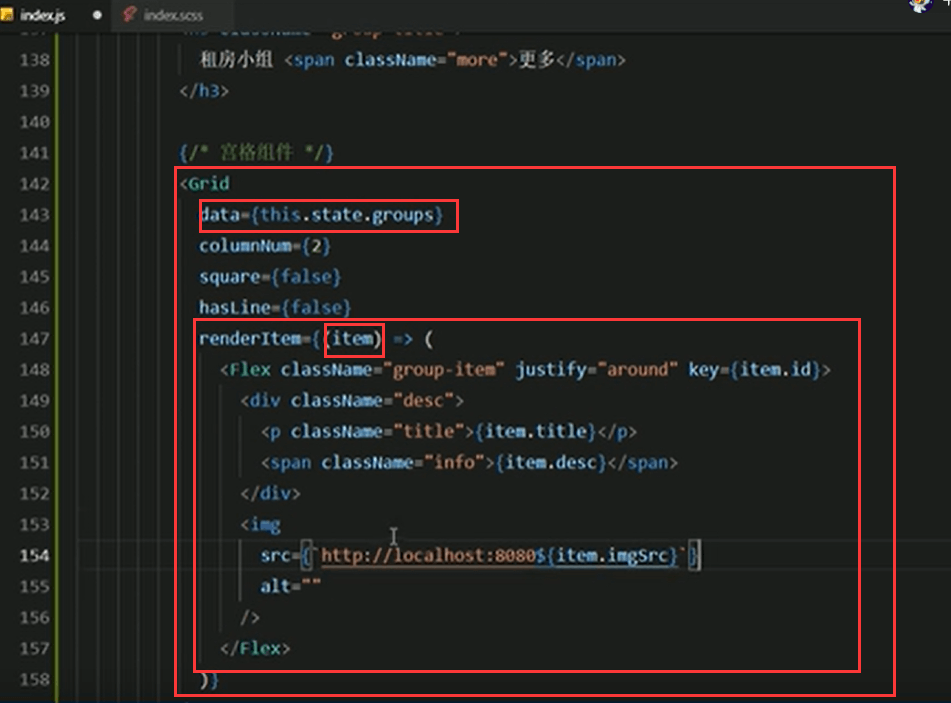 index.js ● index.scss
138 租房小组 <span className="more">更多</span>
139 </h3>
140
141 {/* 宫格组件 */}
142 <Grid
143 data={this.state.groups}
144 columnNum={2}
145 square={false}
146 hasLine={false}
147 renderItem={(item) => (
148 <Flex className="group-item" justify="around" key={item.id}>
149 <div className="desc">
150 <p className="title">{item.title}</p>
151 <span className="info">{item.desc}</span>
152 </div>
153 <img
154 src={`http://localhost:8080${item.imgSrc}`}
155 alt=""
156 />
157 </Flex>
158 )}